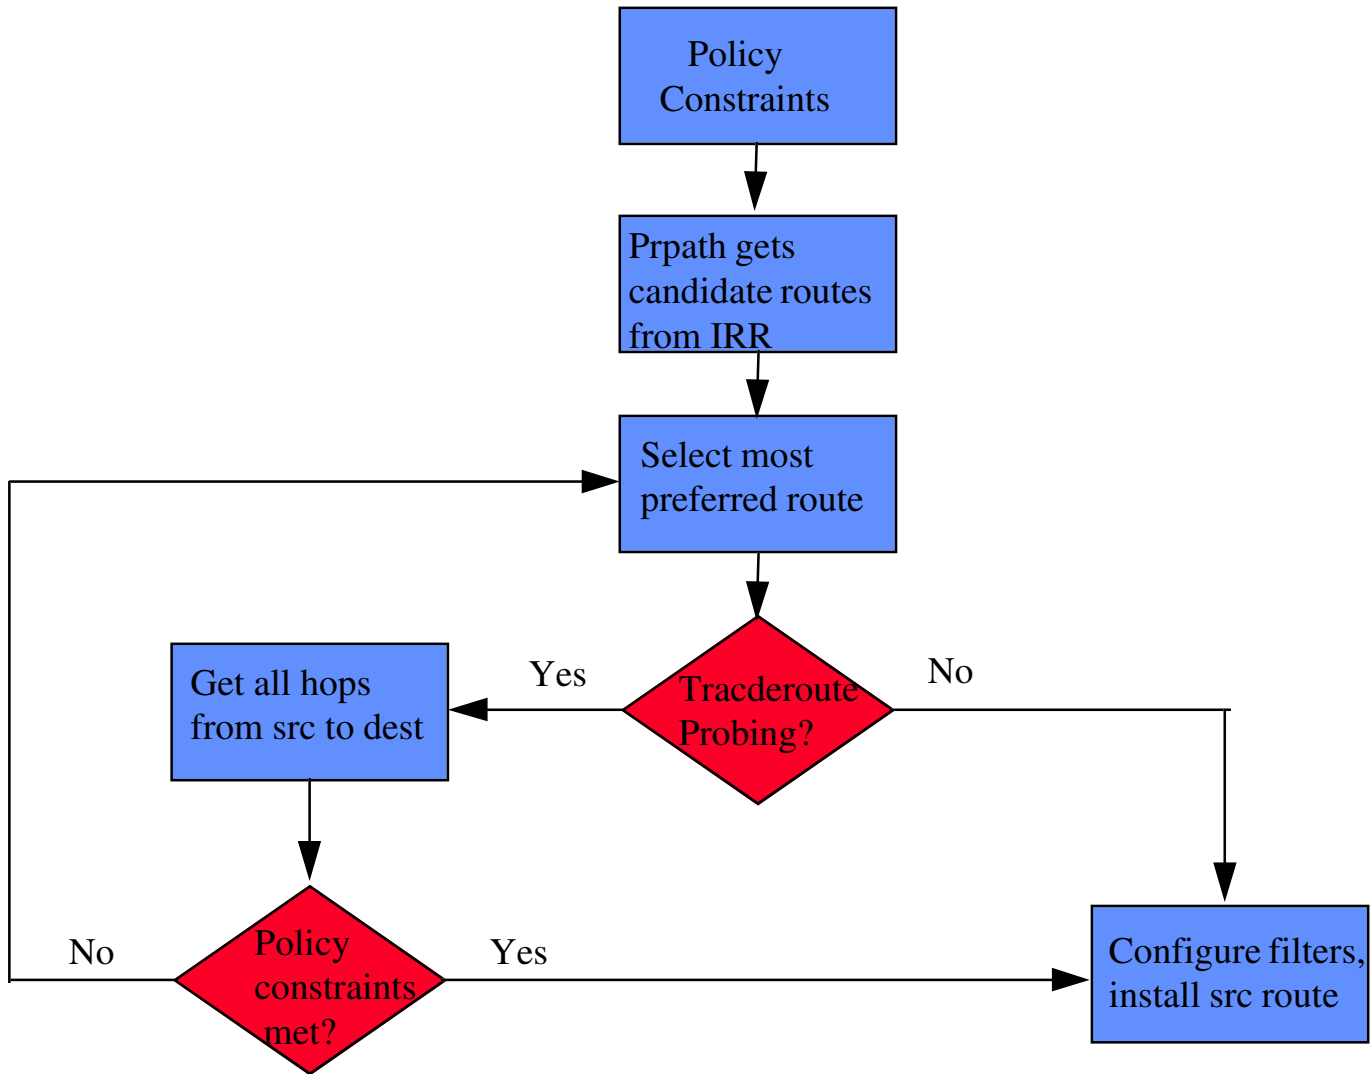 Policy
Constraints
Prpath gets
candidate routes
from IRR
Select most
preferred route
Yes
Tracderoute
Probing?
No
Get all hops
from src to dest
No
Policy
constraints
met?
Yes
Configure filters,
install src route